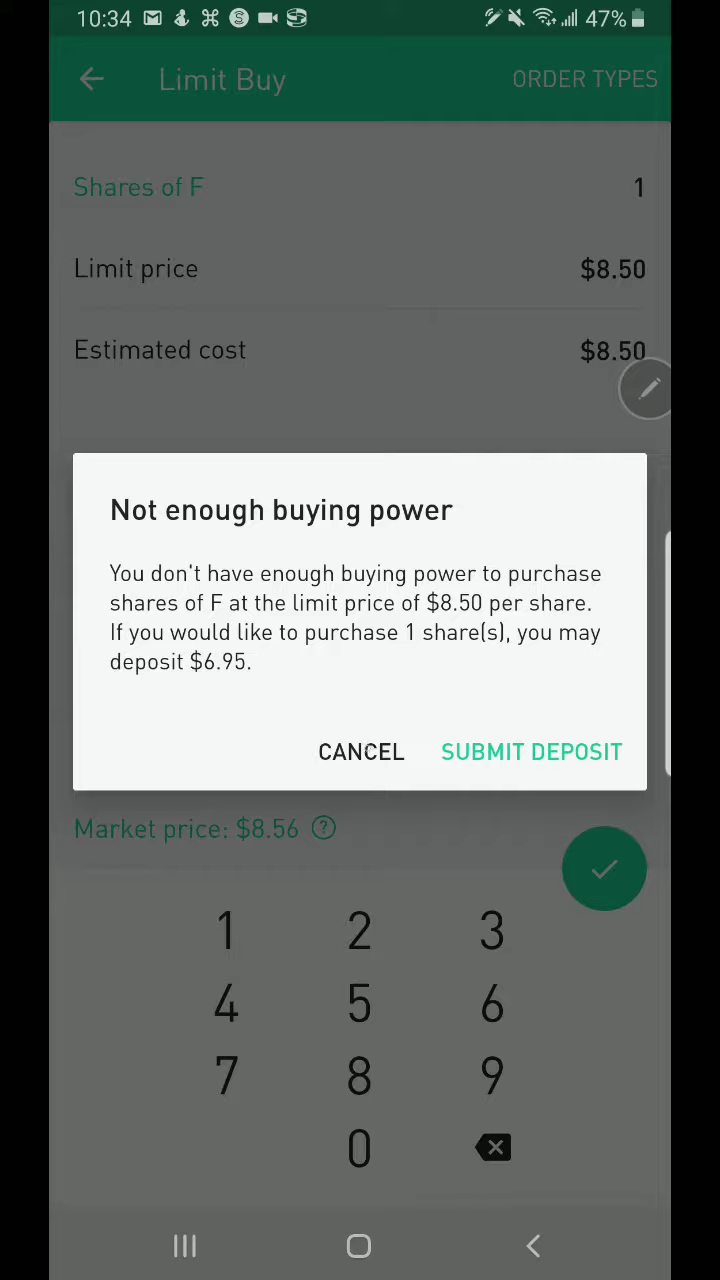 10:34 47%
Limit Buy ORDER TYPES
Shares of F 1
Limit price $8.50
Estimated cost $8.50
Not enough buying power
You don't have enough buying power to purchase
shares of F at the limit price of $8.50 per share.
If you would like to purchase 1 share(s), you may
deposit $6.95.
CANCEL SUBMIT DEPOSIT
Market price: $8.56 ?
1 2 3
4 5 6
7 8 9
0